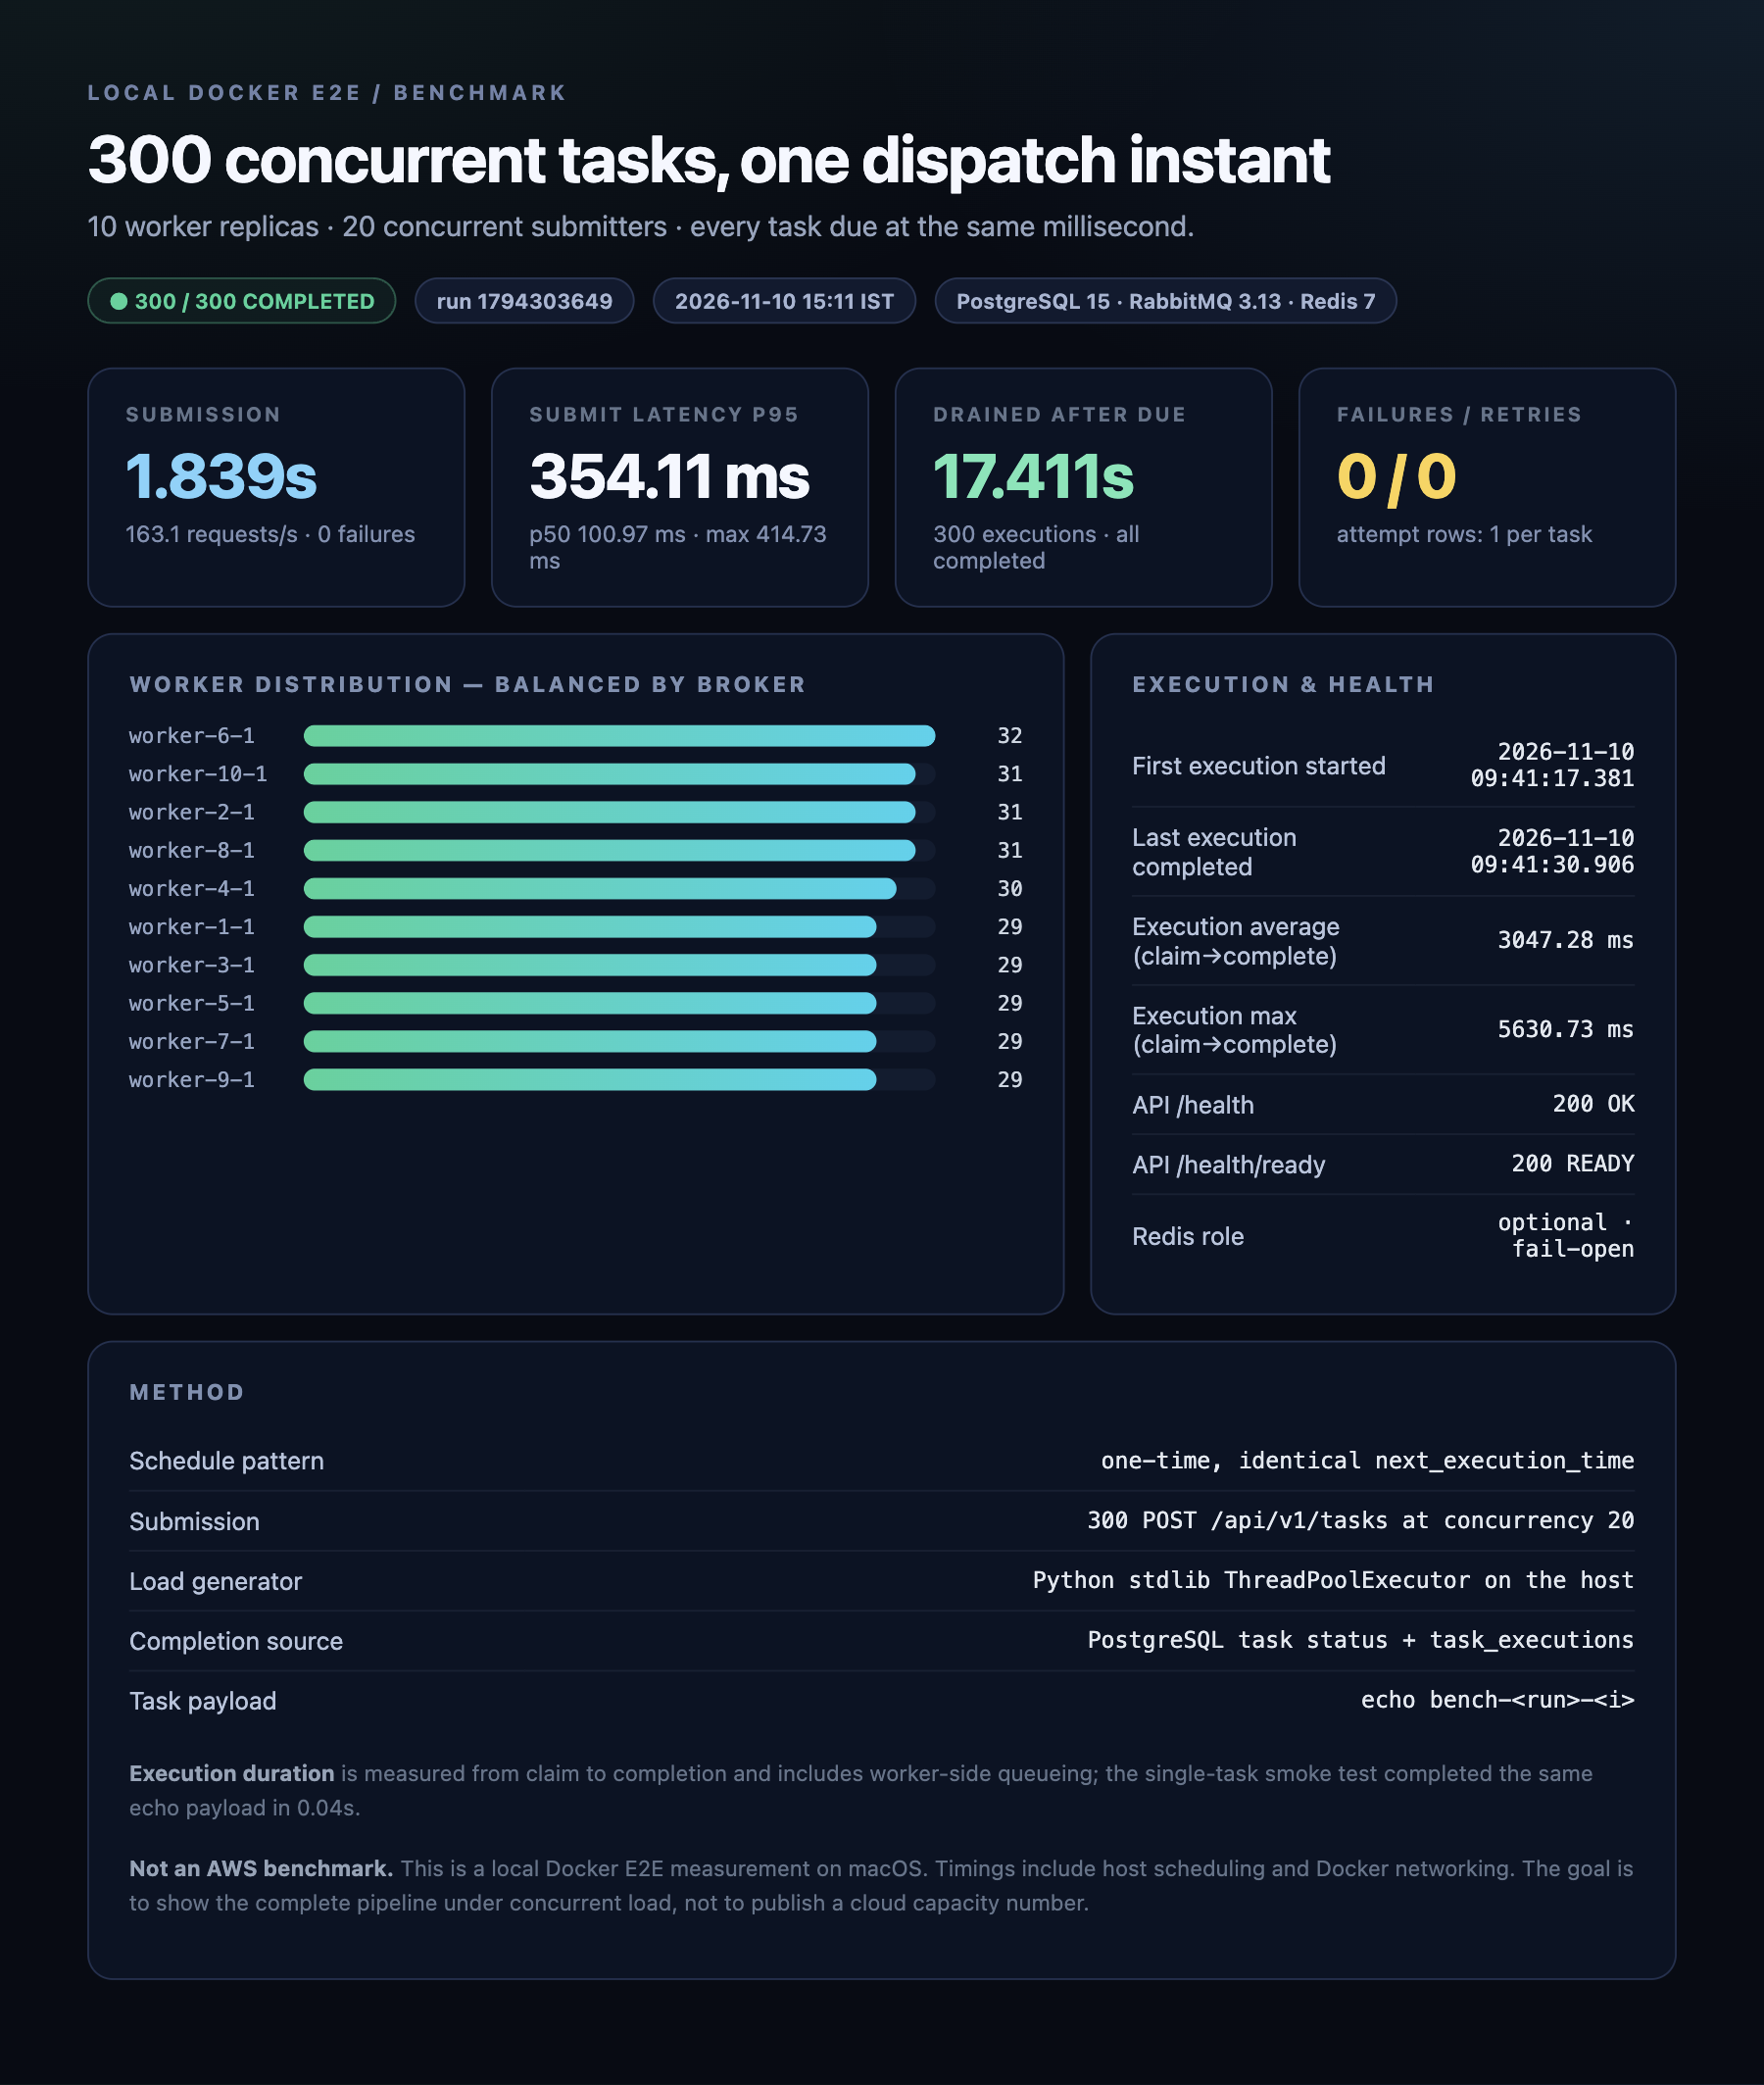 LOCAL DOCKER E2E / BENCHMARK
300 concurrent tasks, one dispatch instant
10 worker replicas · 20 concurrent submitters · every task due at the same millisecond.
300 / 300 COMPLETED
run 1794303649
2026-11-10 15:11 IST
PostgreSQL 15 · RabbitMQ 3.13 · Redis 7
SUBMISSION
1.839s
163.1 requests/s · 0 failures
SUBMIT LATENCY P95
354.11 ms
p50 100.97 ms · max 414.73
ms
DRAINED AFTER DUE
17.411s
300 executions · all
completed
FAILURES / RETRIES
0 / 0
attempt rows: 1 per task
WORKER DISTRIBUTION — BALANCED BY BROKER
worker-6-1 32
worker-10-1 31
worker-2-1 31
worker-8-1 31
worker-4-1 30
worker-1-1 29
worker-3-1 29
worker-5-1 29
worker-7-1 29
worker-9-1 29
EXECUTION & HEALTH
First execution started
2026-11-10
09:41:17.381
Last execution
completed
2026-11-10
09:41:30.906
Execution average
(claim→complete)
3047.28 ms
Execution max
(claim→complete)
5630.73 ms
API /health 200 OK
API /health/ready 200 READY
Redis role
optional ·
fail-open
METHOD
Schedule pattern one-time, identical next_execution_time
Submission 300 POST /api/v1/tasks at concurrency 20
Load generator Python stdlib ThreadPoolExecutor on the host
Completion source PostgreSQL task status + task_executions
Task payload echo bench-<run>-<i>
Execution duration is measured from claim to completion and includes worker-side queueing; the single-task smoke test completed the same
echo payload in 0.04s.
Not an AWS benchmark. This is a local Docker E2E measurement on macOS. Timings include host scheduling and Docker networking. The goal is
to show the complete pipeline under concurrent load, not to publish a cloud capacity number.